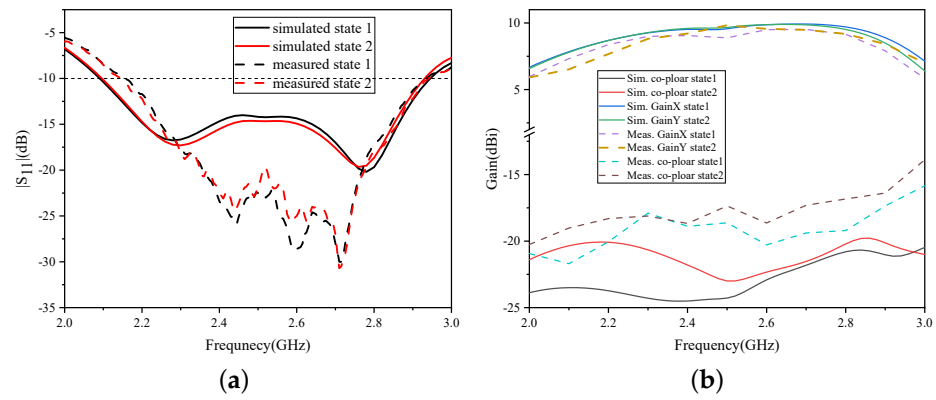 -5
-10
-15
-20
-25
-30
-35
2.0
2.2
2.4
2.6
2.8
3.0
|S11|(dB)
Frequnecy(GHz)
simulated state 1
simulated state 2
measured state 1
measured state 2
(a)
10
5
-15
-20
-25
2.0
2.2
2.4
2.6
2.8
3.0
Gain(dBi)
Frequency(GHz)
Sim. co-ploar state1
Sim. co-ploar state2
Sim. GainX state1
Sim. GainY state2
Meas. GainX state1
Meas. GainY state2
Meas. co-ploar state1
Meas. co-ploar state2
(b)